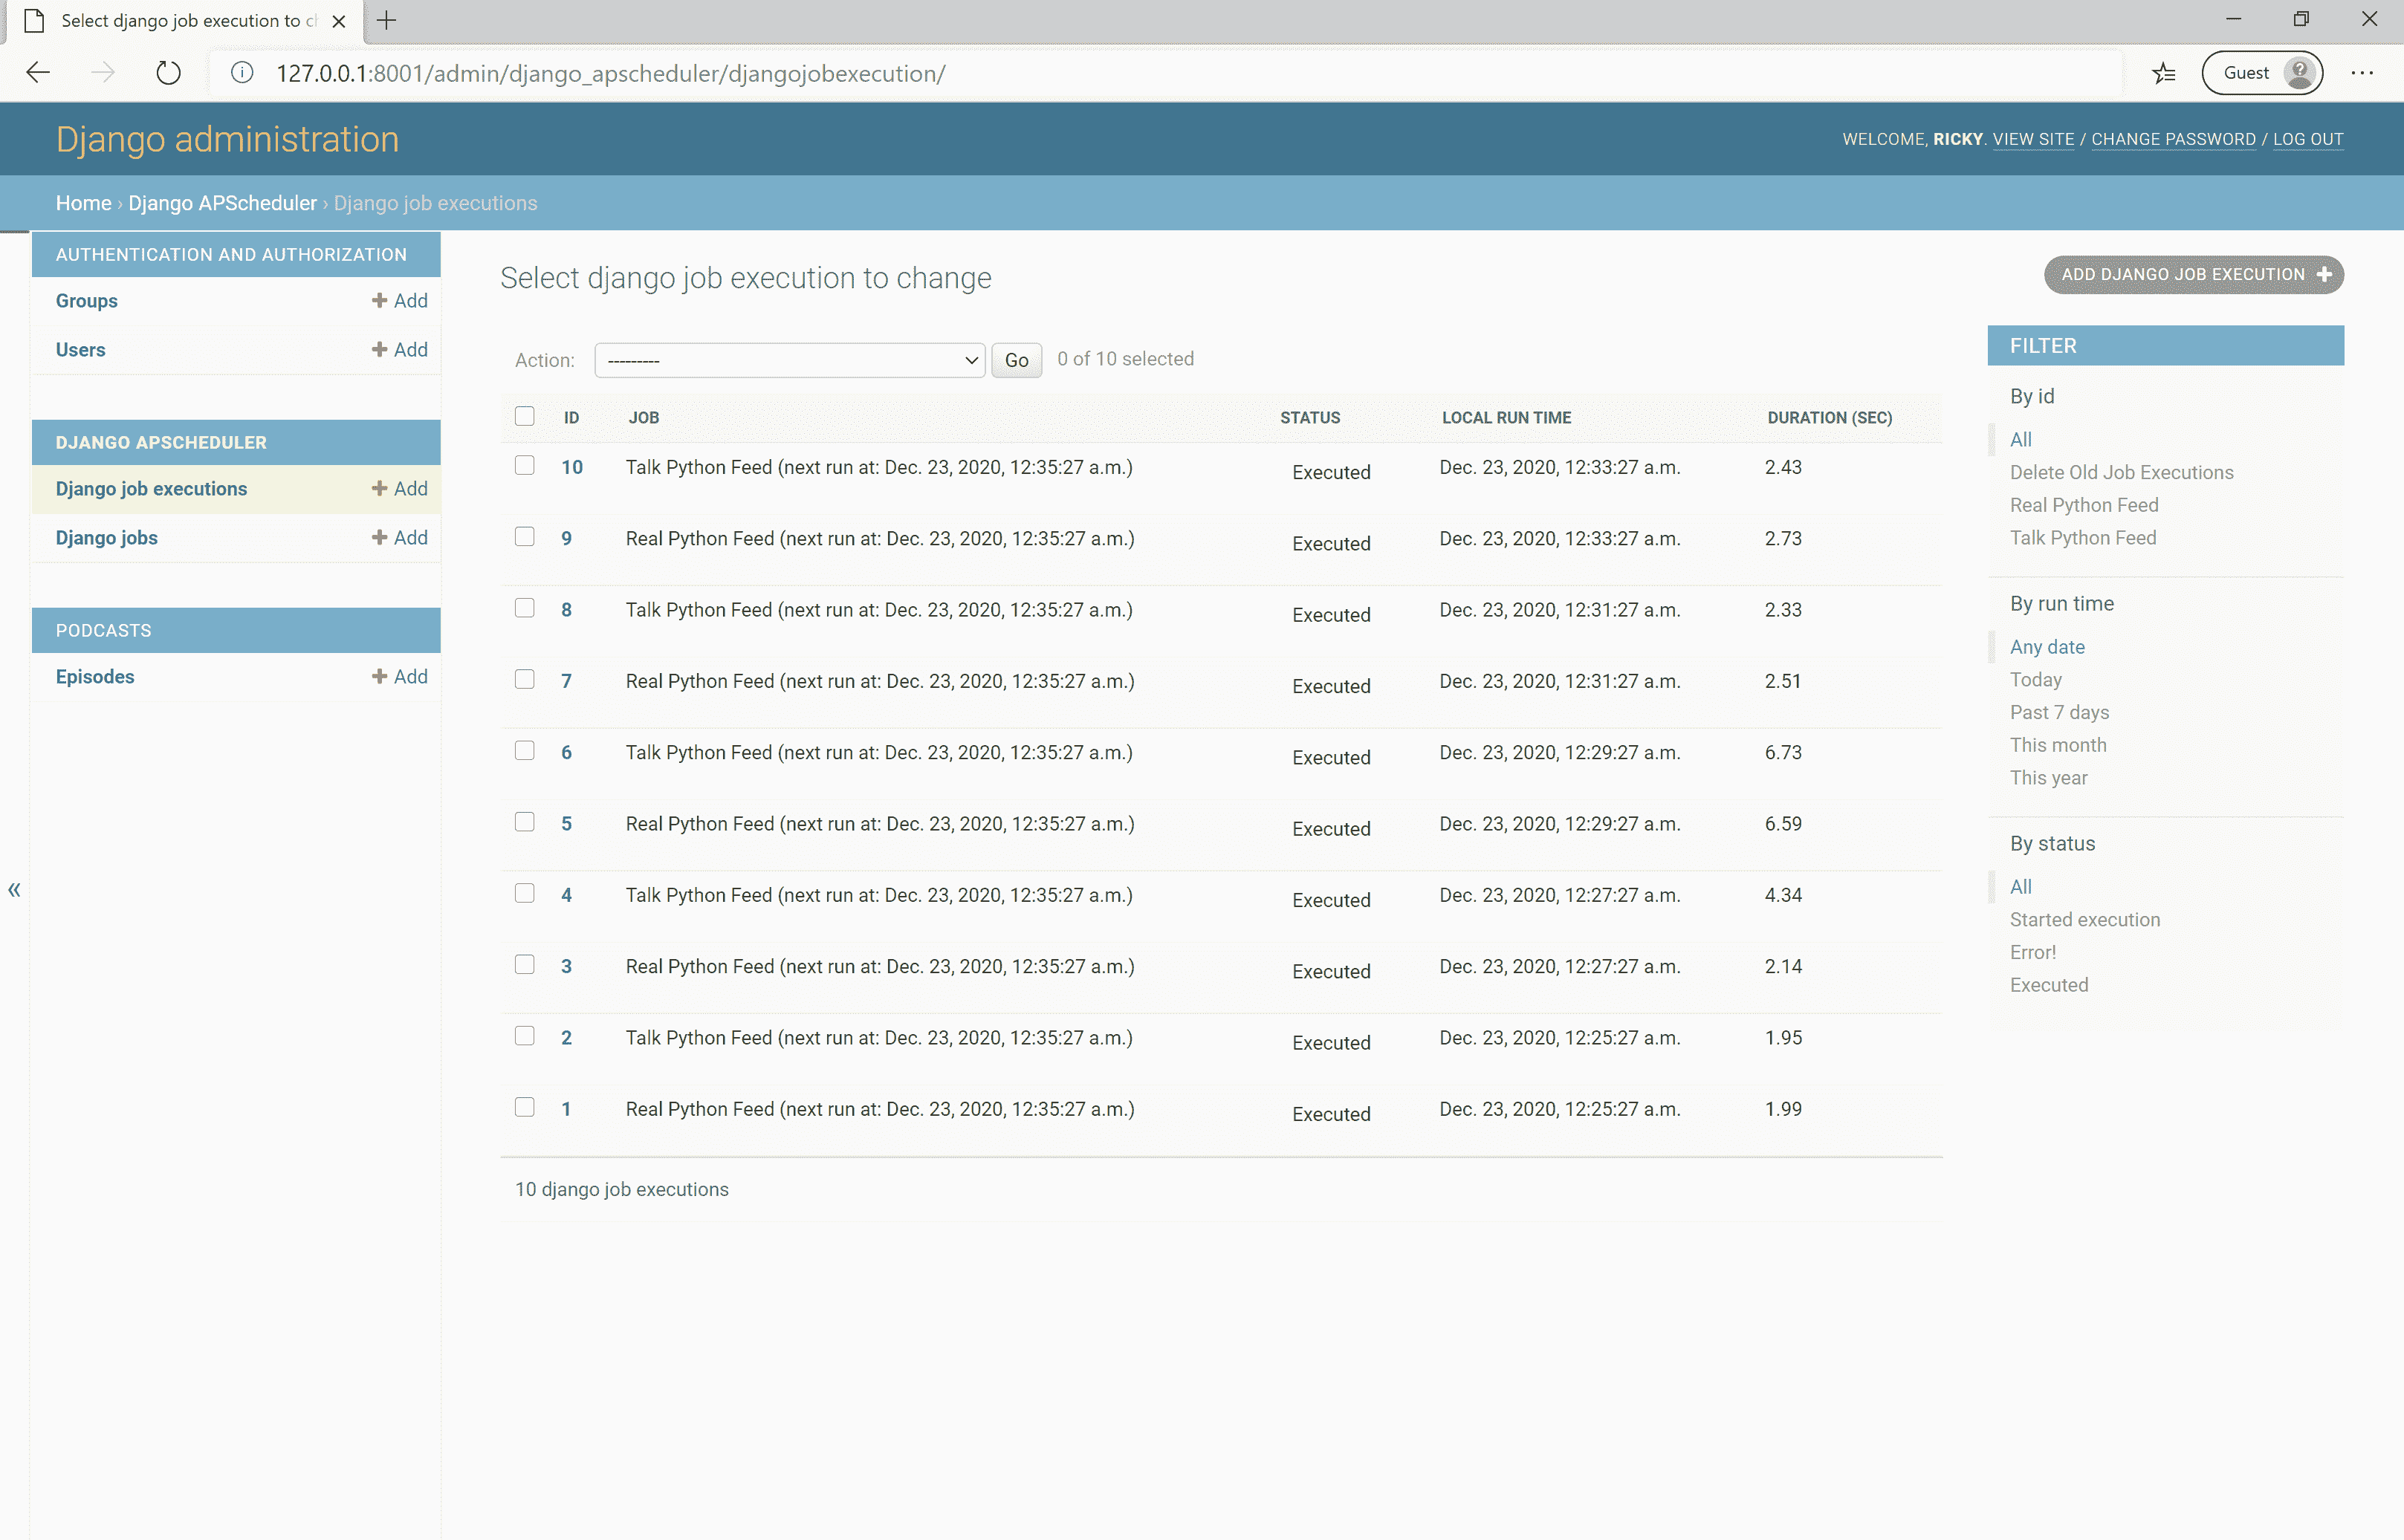 Select django job execution to c
127.0.0.1:8001/admin/django_apscheduler/djangojobexecution/
Guest
Django administration
WELCOME, RICKY. VIEW SITE / CHANGE PASSWORD / LOG OUT
Home › Django APScheduler › Django job executions
AUTHENTICATION AND AUTHORIZATION
Groups + Add
Users + Add
DJANGO APSCHEDULER
Django job executions + Add
Django jobs + Add
PODCASTS
Episodes + Add
«
Select django job execution to change
ADD DJANGO JOB EXECUTION +
Action: --------- Go 0 of 10 selected
ID JOB STATUS LOCAL RUN TIME DURATION (SEC)
10 Talk Python Feed (next run at: Dec. 23, 2020, 12:35:27 a.m.) Executed Dec. 23, 2020, 12:33:27 a.m. 2.43
9 Real Python Feed (next run at: Dec. 23, 2020, 12:35:27 a.m.) Executed Dec. 23, 2020, 12:33:27 a.m. 2.73
8 Talk Python Feed (next run at: Dec. 23, 2020, 12:35:27 a.m.) Executed Dec. 23, 2020, 12:31:27 a.m. 2.33
7 Real Python Feed (next run at: Dec. 23, 2020, 12:35:27 a.m.) Executed Dec. 23, 2020, 12:31:27 a.m. 2.51
6 Talk Python Feed (next run at: Dec. 23, 2020, 12:35:27 a.m.) Executed Dec. 23, 2020, 12:29:27 a.m. 6.73
5 Real Python Feed (next run at: Dec. 23, 2020, 12:35:27 a.m.) Executed Dec. 23, 2020, 12:29:27 a.m. 6.59
4 Talk Python Feed (next run at: Dec. 23, 2020, 12:35:27 a.m.) Executed Dec. 23, 2020, 12:27:27 a.m. 4.34
3 Real Python Feed (next run at: Dec. 23, 2020, 12:35:27 a.m.) Executed Dec. 23, 2020, 12:27:27 a.m. 2.14
2 Talk Python Feed (next run at: Dec. 23, 2020, 12:35:27 a.m.) Executed Dec. 23, 2020, 12:25:27 a.m. 1.95
1 Real Python Feed (next run at: Dec. 23, 2020, 12:35:27 a.m.) Executed Dec. 23, 2020, 12:25:27 a.m. 1.99
10 django job executions
FILTER
By id
All
Delete Old Job Executions
Real Python Feed
Talk Python Feed
By run time
Any date
Today
Past 7 days
This month
This year
By status
All
Started execution
Error!
Executed